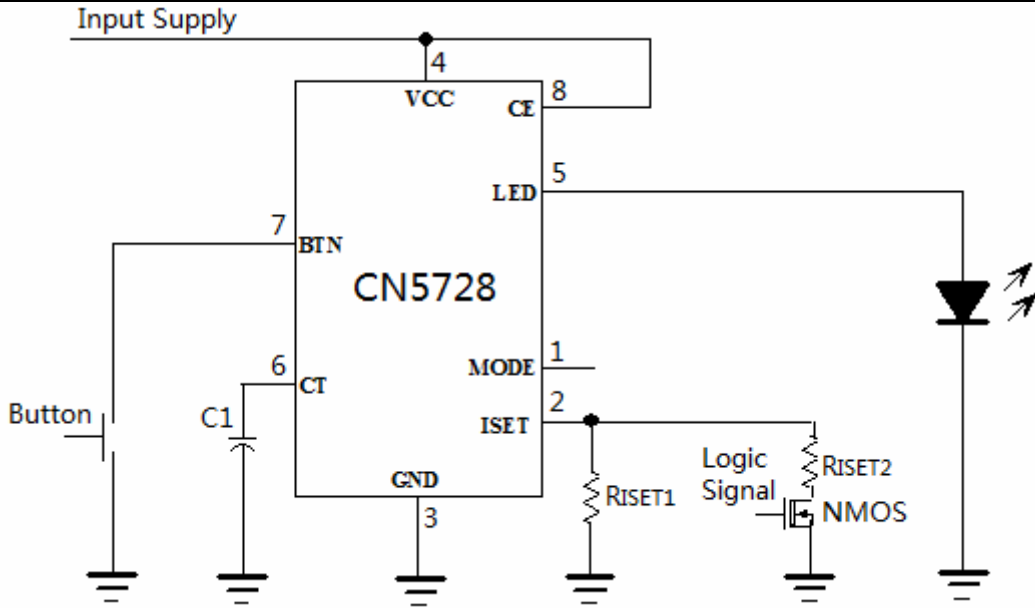 Input Supply
4
VCC
8
CE
5
LED
7
BTN
CN5728
6
CT
1
MODE
2
ISET
Button
C1
GND
3
RISET1
Logic
Signal
RISET2
NMOS